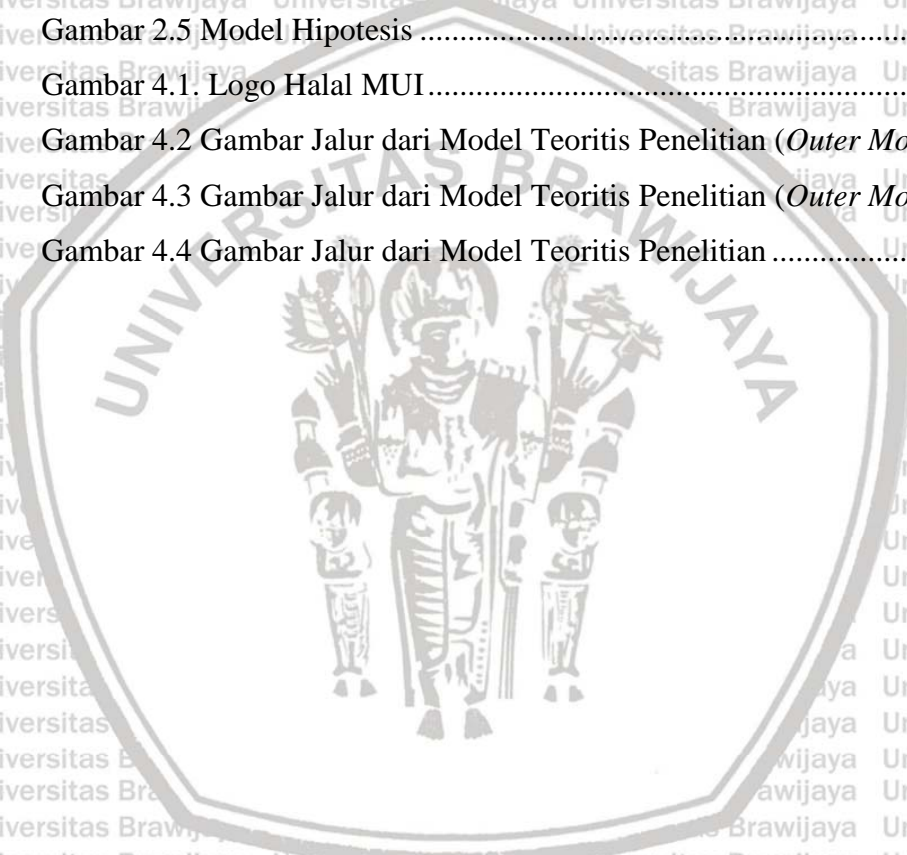 Gambar 2.5 Model Hipotesis ...............................................................
Gambar 4.1. Logo Halal MUI.............................................................
Gambar 4.2 Gambar Jalur dari Model Teoritis Penelitian (Outer Mo
Gambar 4.3 Gambar Jalur dari Model Teoritis Penelitian (Outer Mo
Gambar 4.4 Gambar Jalur dari Model Teoritis Penelitian .................
UNIVERSITAS BRAWIJAYA